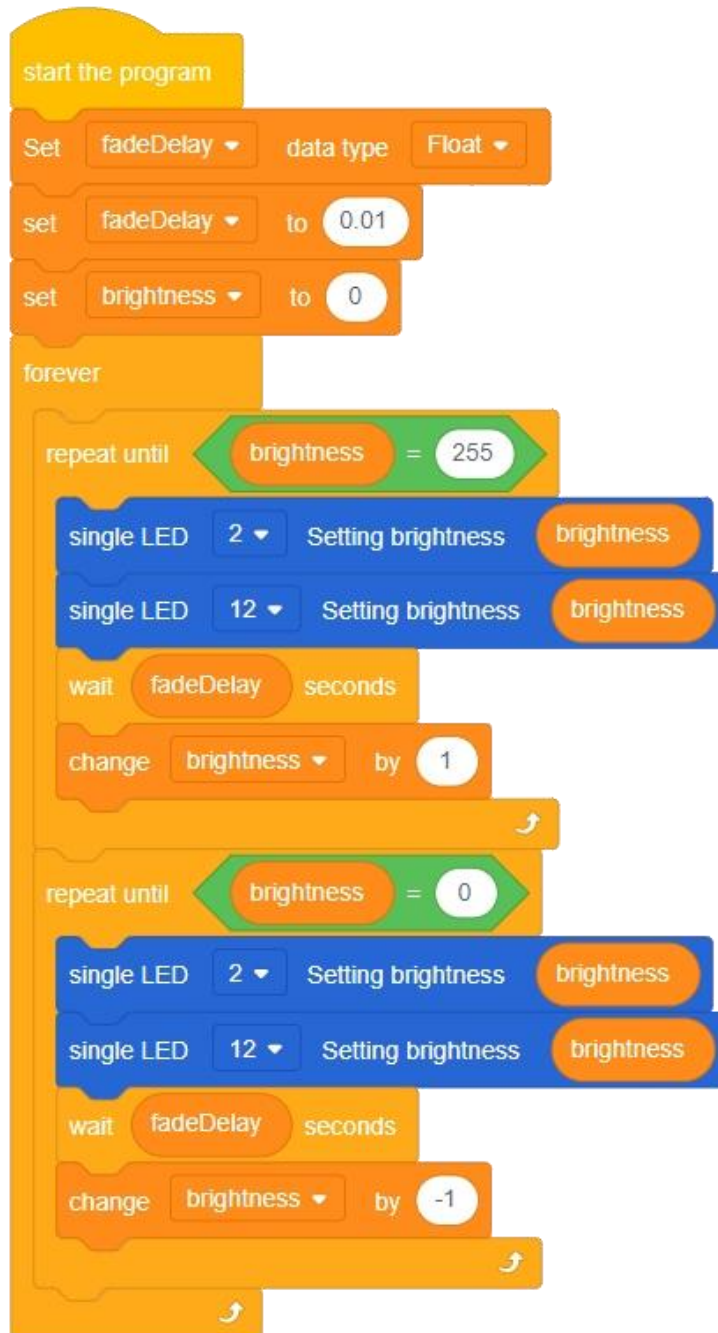 start the program
Set fadeDelay data type Float
set fadeDelay to 0.01
set brightness to 0
forever
repeat until brightness = 255
single LED 2 Setting brightness brightness
single LED 12 Setting brightness brightness
wait fadeDelay seconds
change brightness by 1
repeat until brightness = 0
single LED 2 Setting brightness brightness
single LED 12 Setting brightness brightness
wait fadeDelay seconds
change brightness by -1